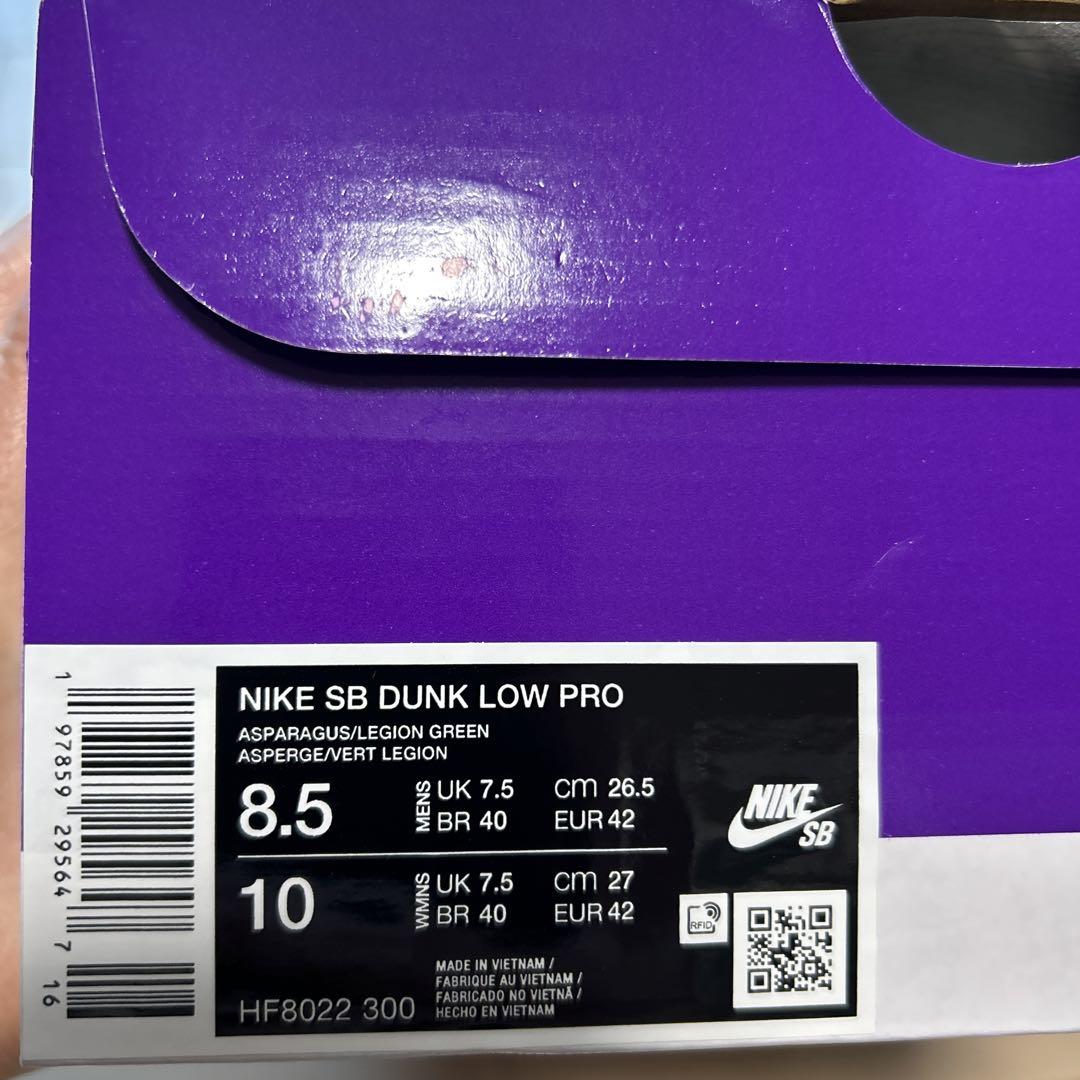 NIKE SB DUNK LOW PRO
ASPARAGUS/LEGION GREEN
ASPERGE/VERT LEGION
8.5 MENS UK 7.5 CM 26.5
BR 40 EUR 42
10 WMNS UK 7.5 CM 27
BR 40 EUR 42
MADE IN VIETNAM /
FABRIQUE AU VIETNAM /
FABRICADO NO VIETNÃ /
HECHO EN VIETNAM
HF8022 300
NIKE
SB
RFID
1 97859 29564 7 16